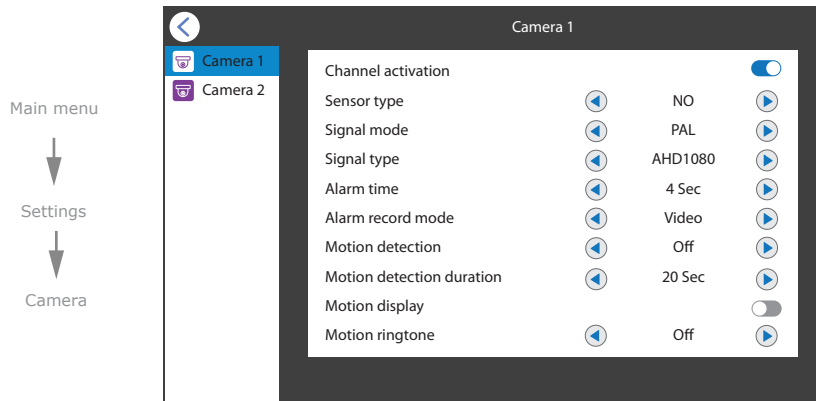 Main menu
Settings
Camera
Camera 1
Camera 1
Camera 2
Channel activation
Sensor type NO
Signal mode PAL
Signal type AHD1080
Alarm time 4 Sec
Alarm record mode Video
Motion detection Off
Motion detection duration 20 Sec
Motion display
Motion ringtone Off